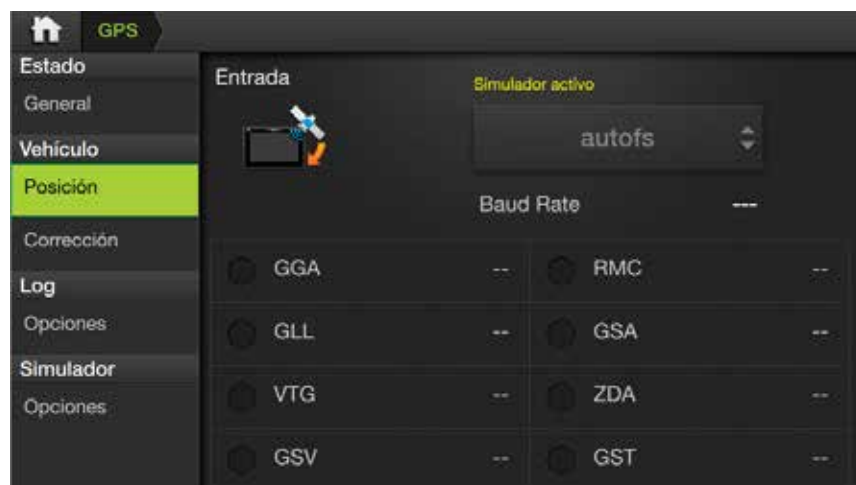 GPS
Estado
General
Vehículo
Posición
Corrección
Log
Opciones
Simulador
Opciones
Entrada
Simulador activo
autofs
Baud Rate ---
GGA -- RMC --
GLL -- GSA --
VTG -- ZDA --
GSV -- GST --